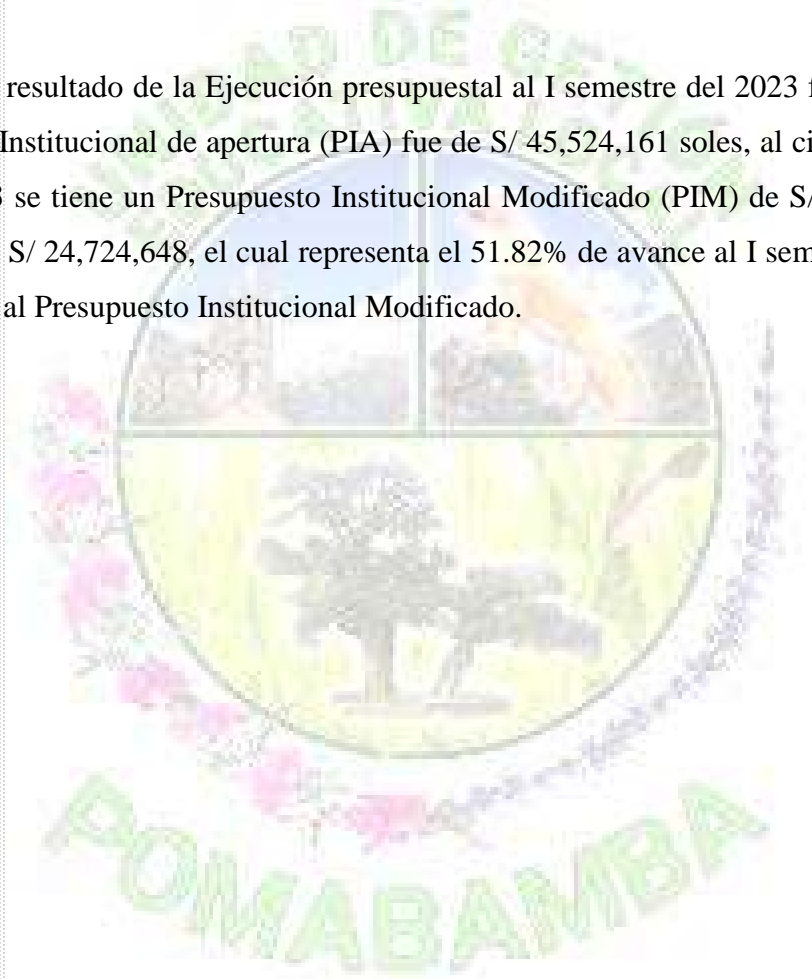 DE
resultado de la Ejecución presupuestal al I semestre del 2023
Institucional de apertura (PIA) fue de S/ 45,524,161 soles, al
se tiene un Presupuesto Institucional Modificado (PIM) de S/
S/ 24,724,648, el cual representa el 51.82% de avance al I
al Presupuesto Institucional Modificado.
POMABAMBA